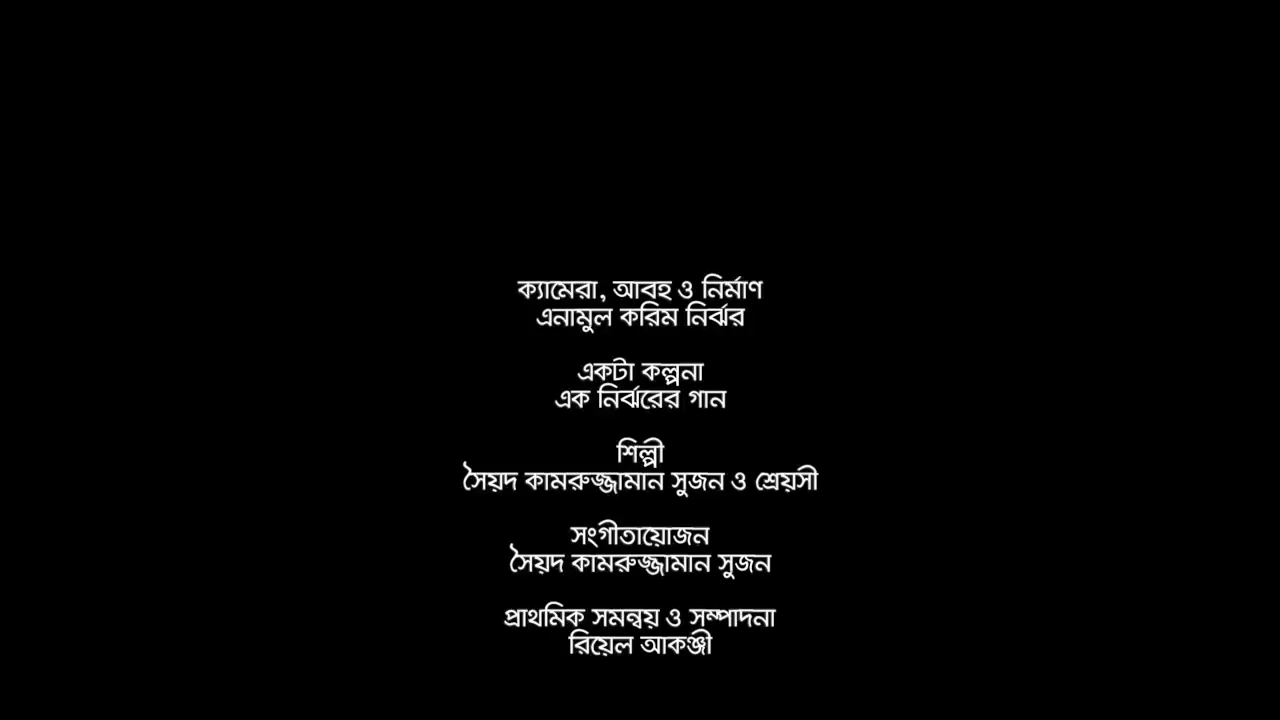 ক্যামেরা, আবহ ও নির্মাণ
এনামুল করিম নির্ঝর
একটা কল্পনা
এক নির্ঝরের গান
শিল্পী
সৈয়দ কামরুজ্জামান সুজন ও শ্রেয়সী
সংগীতায়োজন
সৈয়দ কামরুজ্জামান সুজন
প্রাথমিক সমন্বয় ও সম্পাদনা
রিয়েল আকঞ্জী